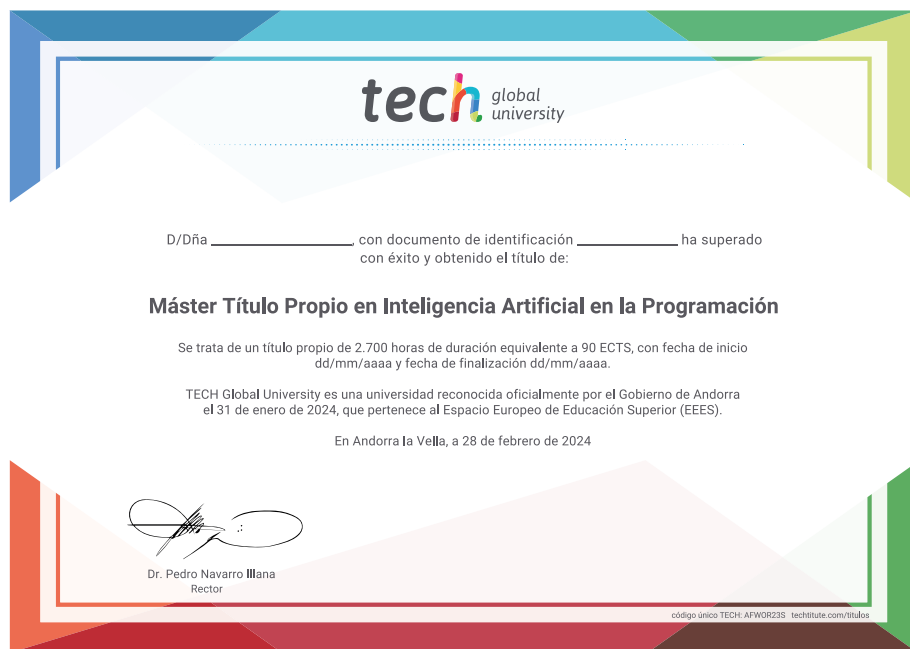 tech global
university
D/Dña ______________, con documento de identificación __________ ha superado
con éxito y obtenido el título de:
Máster Título Propio en Inteligencia Artificial en la Programación
Se trata de un título propio de 2.700 horas de duración equivalente a 90 ECTS, con fecha de inicio
dd/mm/aaaa y fecha de finalización dd/mm/aaaa.
TECH Global University es una universidad reconocida oficialmente por el Gobierno de Andorra
el 31 de enero de 2024, que pertenece al Espacio Europeo de Educación Superior (EEES).
En Andorra la Vella, a 28 de febrero de 2024
Dr. Pedro Navarro Illana
Rector
código único TECH: AFWOR23S techtitute.com/titulos